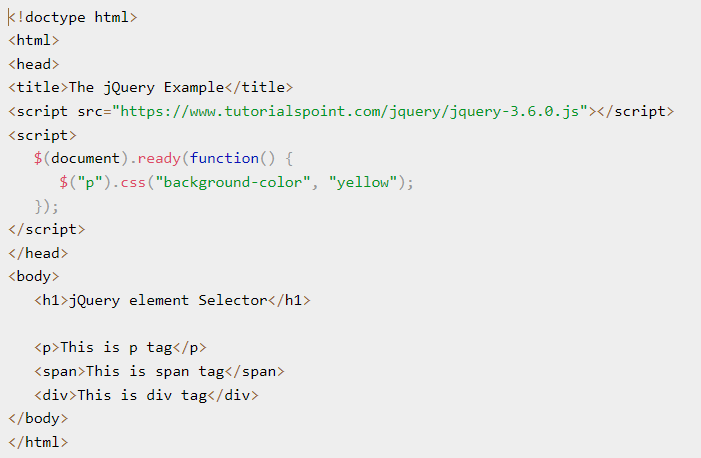 <!doctype html>
<html>
<head>
<title>The jQuery Example</title>
<script src="https://www.tutorialspoint.com/jquery/jquery-3.6.0.js"></script>
<script>
   $(document).ready(function() {
      $("p").css("background-color", "yellow");
   });
</script>
</head>
<body>
   <h1>jQuery element Selector</h1>

   <p>This is p tag</p>
   <span>This is span tag</span>
   <div>This is div tag</div>
</body>
</html>